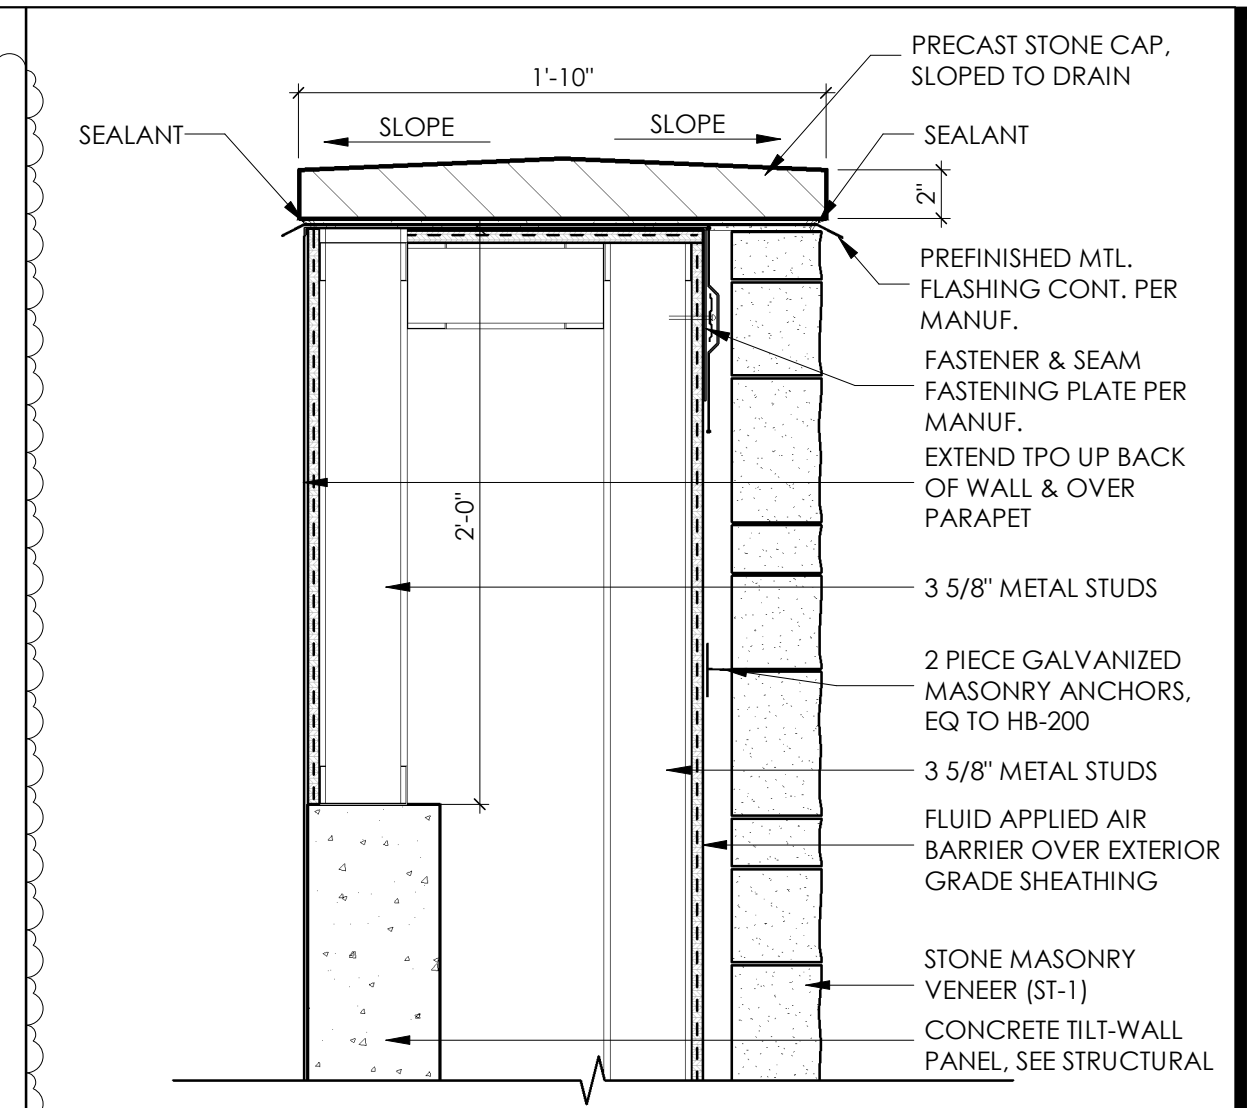 PRECAST STONE CAP,
SLOPED TO DRAIN
1'-10"
SEALANT
SLOPE
SLOPE
SEALANT
2"
PREFINISHED MTL.
FLASHING CONT. PER
MANUF.
FASTENER & SEAM
FASTENING PLATE PER
MANUF.
EXTEND TPO UP BACK
OF WALL & OVER
PARAPET
2'-0"
3 5/8" METAL STUDS
2 PIECE GALVANIZED
MASONRY ANCHORS,
EQ TO HB-200
3 5/8" METAL STUDS
FLUID APPLIED AIR
BARRIER OVER EXTERIOR
GRADE SHEATHING
STONE MASONRY
VENEER (ST-1)
CONCRETE TILT-WALL
PANEL, SEE STRUCTURAL